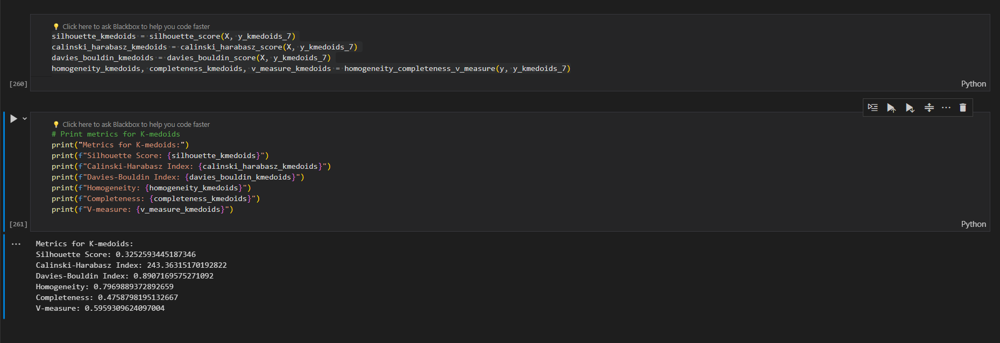 Click here to ask Blackbox to help you code faster
silhouette_kmedoids = silhouette_score(X, y_kmedoids_7)
calinski_harabasz_kmedoids = calinski_harabasz_score(X, y_kmedoids_7)
davies_bouldin_kmedoids = davies_bouldin_score(X, y_kmedoids_7)
homogeneity_kmedoids, completeness_kmedoids, v_measure_kmedoids = homogeneity_completeness_v_measure(y, y_kmedoids_7)
[260]
Python
Click here to ask Blackbox to help you code faster
# Print metrics for K-medoids
print("Metrics for K-medoids:")
print(f"Silhouette Score: {silhouette_kmedoids}")
print(f"Calinski-Harabasz Index: {calinski_harabasz_kmedoids}")
print(f"Davies-Bouldin Index: {davies_bouldin_kmedoids}")
print(f"Homogeneity: {homogeneity_kmedoids}")
print(f"Completeness: {completeness_kmedoids}")
print(f"V-measure: {v_measure_kmedoids}")
[261]
Python
Metrics for K-medoids:
Silhouette Score: 0.3252593445187346
Calinski-Harabasz Index: 243.36315170192822
Davies-Bouldin Index: 0.8907169575271092
Homogeneity: 0.7969889372892659
Completeness: 0.4758798195132667
V-measure: 0.5959309624097004